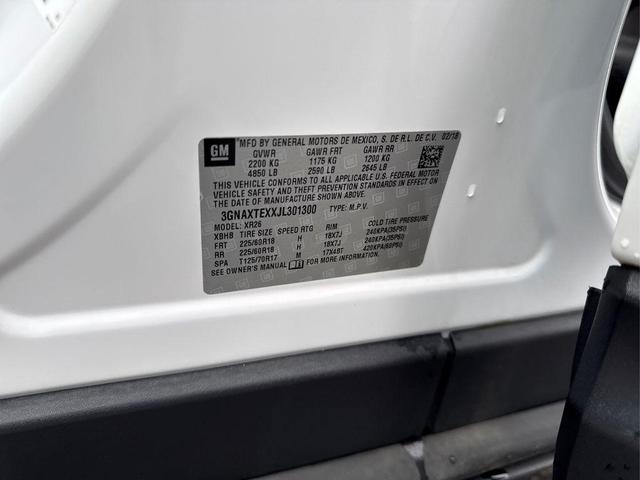 GM
MFD BY GENERAL MOTORS DE MEXICO, S. DE R.L. DE C.V. 02/18
GVWR GAWR FRT GAWR RR
2200 KG 1175 KG 1200 KG
4850 LB 2590 LB 2645 LB
THIS VEHICLE CONFORMS TO ALL APPLICABLE U.S. FEDERAL MOTOR
VEHICLE SAFETY AND THEFT PREVENTION STANDARDS IN EFFECT
ON THE DATE OF MANUFACTURE SHOWN ABOVE.
3GNAXTEXXJL301300 TYPE: M.P.V.
MODEL: XR26
XBHB TIRE SIZE SPEED RTG RIM COLD TIRE PRESSURE
FRT 225/60R18 H 18X7J 240KPA(35PSI)
RR 225/60R18 H 18X7J 240KPA(35PSI)
SPA T125/70R17 M 17X4BT 420KPA(60PSI)
SEE OWNER'S MANUAL FOR MORE INFORMATION.